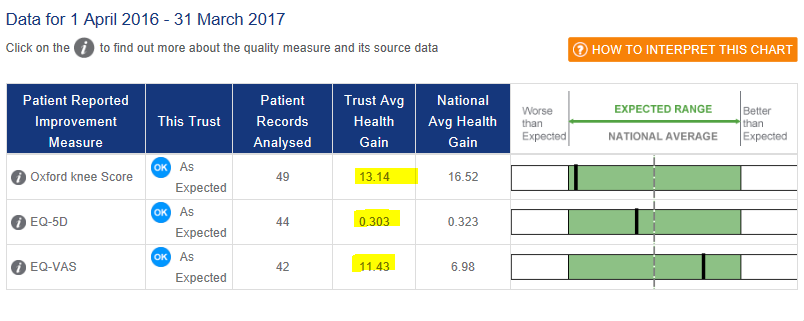 Data for 1 April 2016 - 31 March 2017
Click on the i to find out more about the quality measure and its source data
? HOW TO INTERPRET THIS CHART
Patient Reported
Improvement
Measure
This Trust
Patient
Records
Analysed
Trust Avg
Health
Gain
National
Avg Health
Gain
Worse
than
Expected
EXPECTED RANGE
NATIONAL AVERAGE
Better
than
Expected
i Oxford knee Score
OK As
Expected
49
13.14
16.52
i EQ-5D
OK As
Expected
44
0.303
0.323
i EQ-VAS
OK As
Expected
42
11.43
6.98